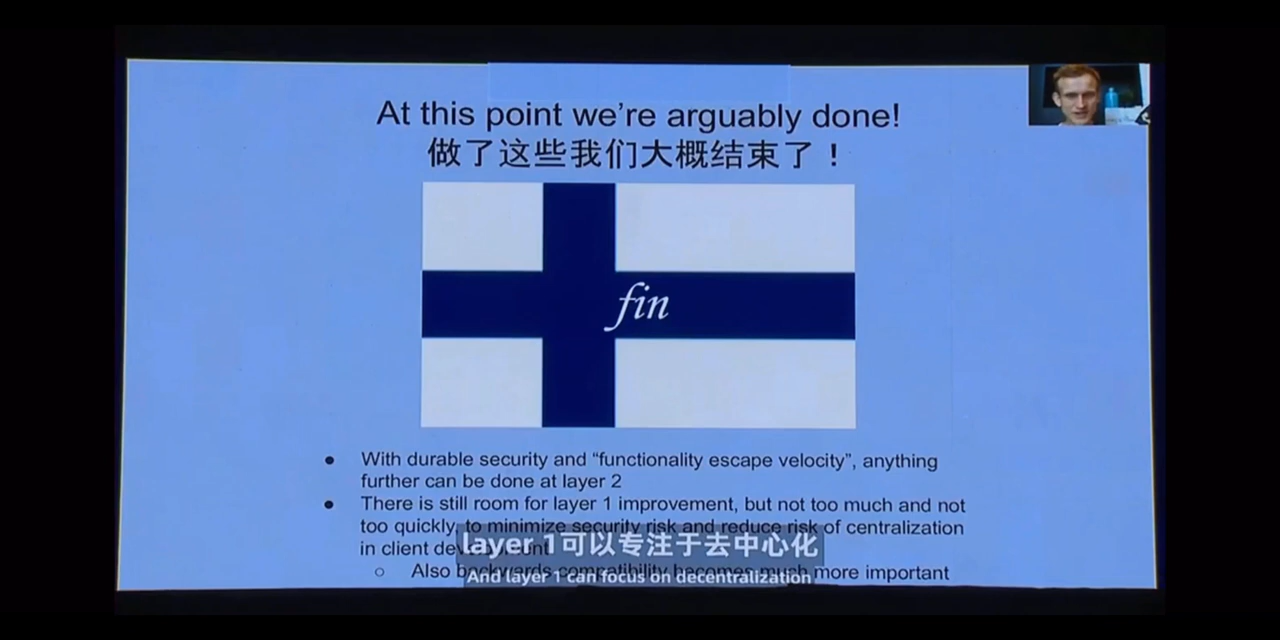 At this point we're arguably done!
做了这些我们大概结束了！
fin
● With durable security and “functionality escape velocity”, anything
further can be done at layer 2
● There is still room for layer 1 improvement, but not too much and not
too quickly, to minimize security risk and reduce risk of centralization
in client
layer 1可以专注于去中心化
○ Also backwards compatibility becomes much more important
And layer 1 can focus on decentralization